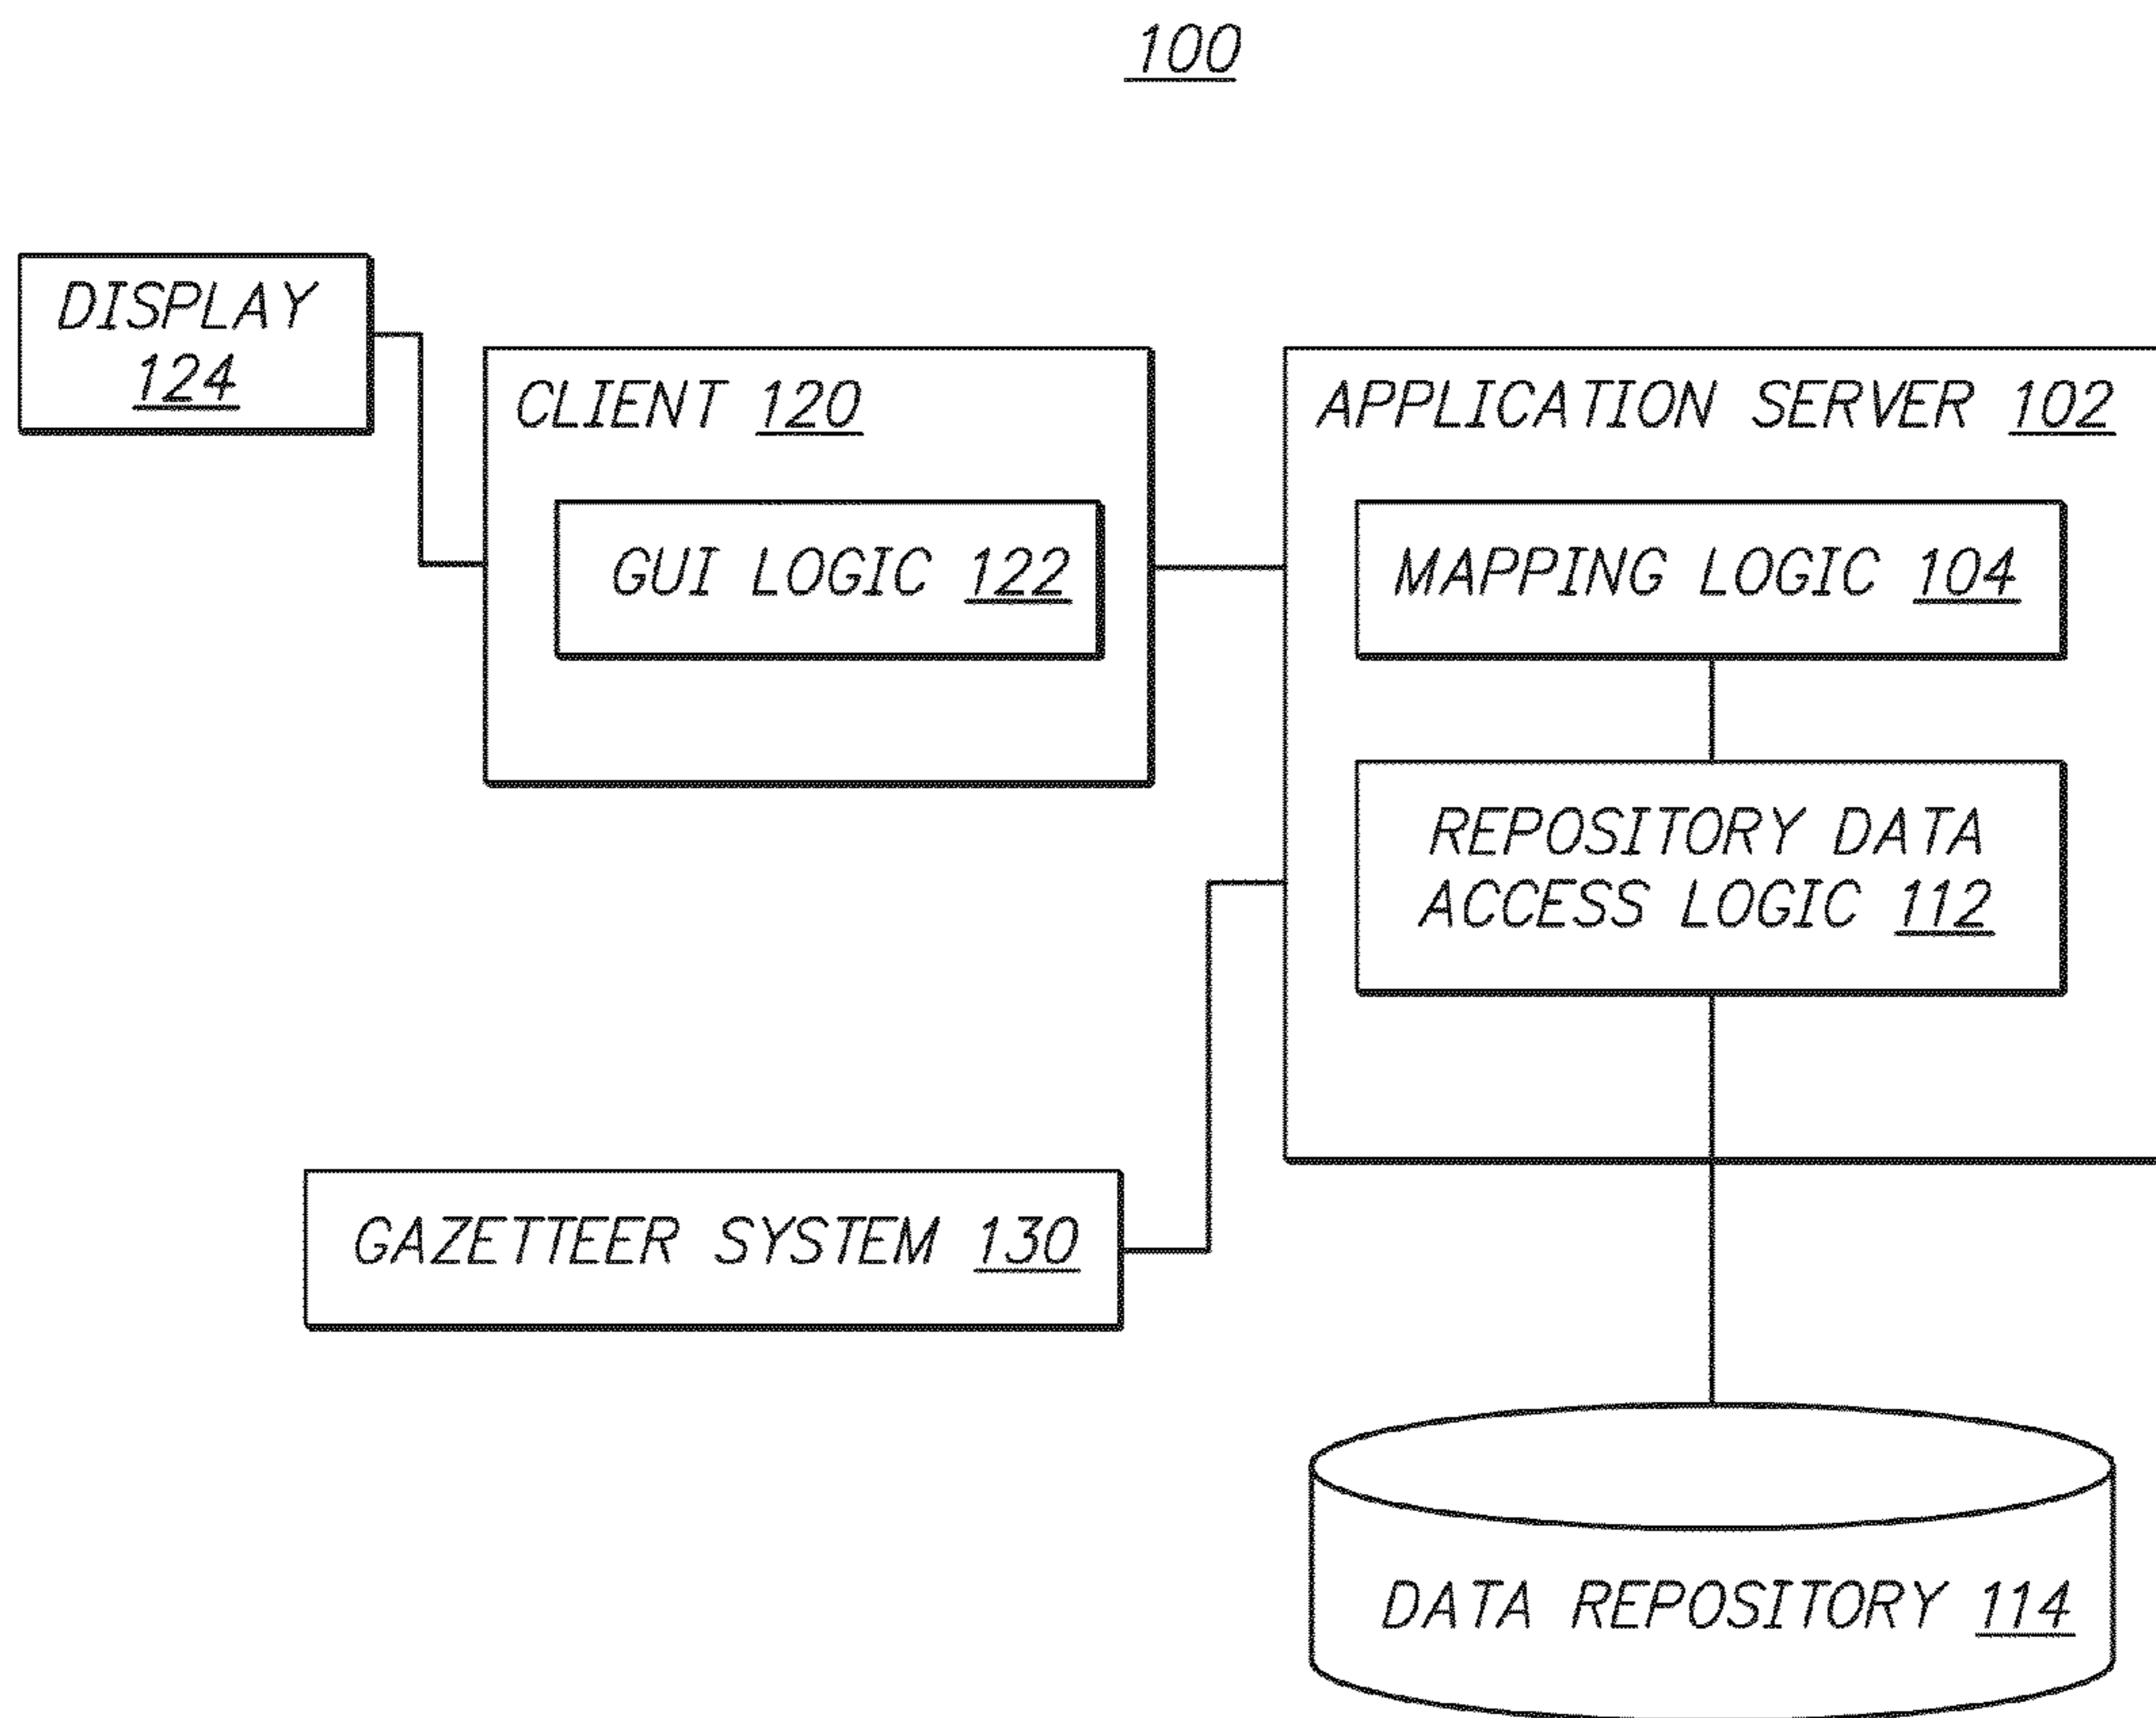 100
DISPLAY
124
CLIENT 120
GUI LOGIC 122
APPLICATION SERVER 102
MAPPING LOGIC 104
REPOSITORY DATA
ACCESS LOGIC 112
GAZETTEER SYSTEM 130
DATA REPOSITORY 114